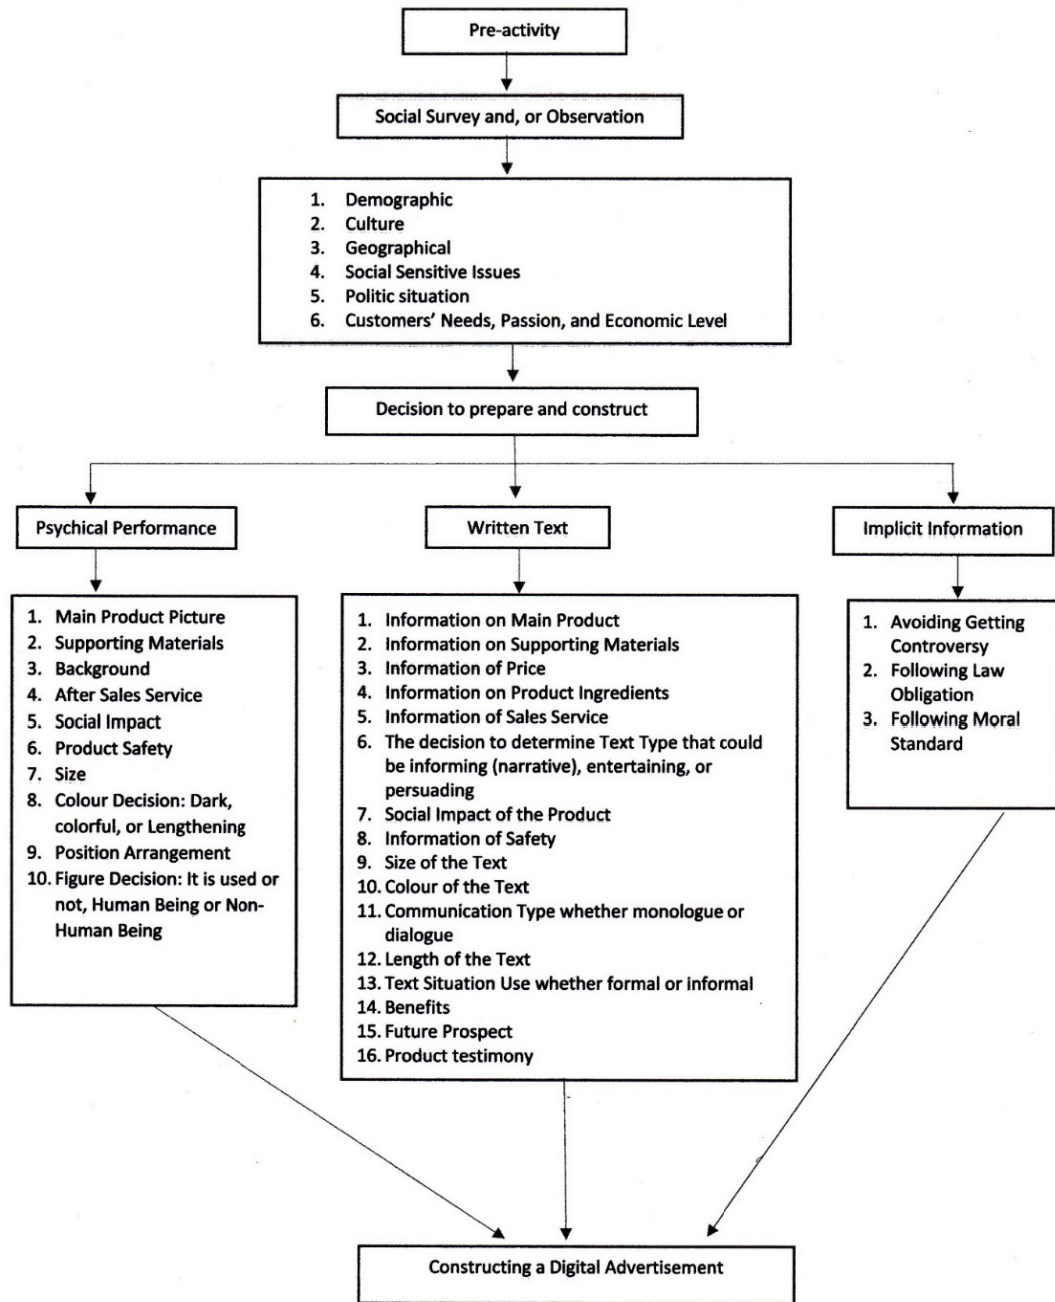 Pre-activity
Social Survey and, or Observation
1. Demographic
2. Culture
3. Geographical
4. Social Sensitive Issues
5. Politic situation
6. Customers' Needs, Passion, and Economic Level
Decision to prepare and construct
Psychical Performance
Written Text
Implicit Information
1. Main Product Picture
2. Supporting Materials
3. Background
4. After Sales Service
5. Social Impact
6. Product Safety
7. Size
8. Colour Decision: Dark,
colorful, or Lengthening
9. Position Arrangement
10. Figure Decision: It is used or
not, Human Being or Non-
Human Being
1. Information on Main Product
2. Information on Supporting Materials
3. Information of Price
4. Information on Product Ingredients
5. Information of Sales Service
6. The decision to determine Text Type that could
be informing (narrative), entertaining, or
persuading
7. Social Impact of the Product
8. Information of Safety
9. Size of the Text
10. Colour of the Text
11. Communication Type whether monologue or
dialogue
12. Length of the Text
13. Text Situation Use whether formal or informal
14. Benefits
15. Future Prospect
16. Product testimony
1. Avoiding Getting
Controversy
2. Following Law
Obligation
3. Following Moral
Standard
Constructing a Digital Advertisement